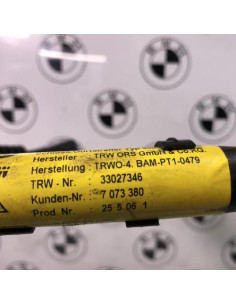 Hersteller : TRW ORS GmbH & Co.KG.
Herstellung : TRWO-4. BAM-PT1-0479
TRW - Nr. : 33027346
Kunden-Nr. : 7 073 380
Prod. Nr. : 25 5 06 1